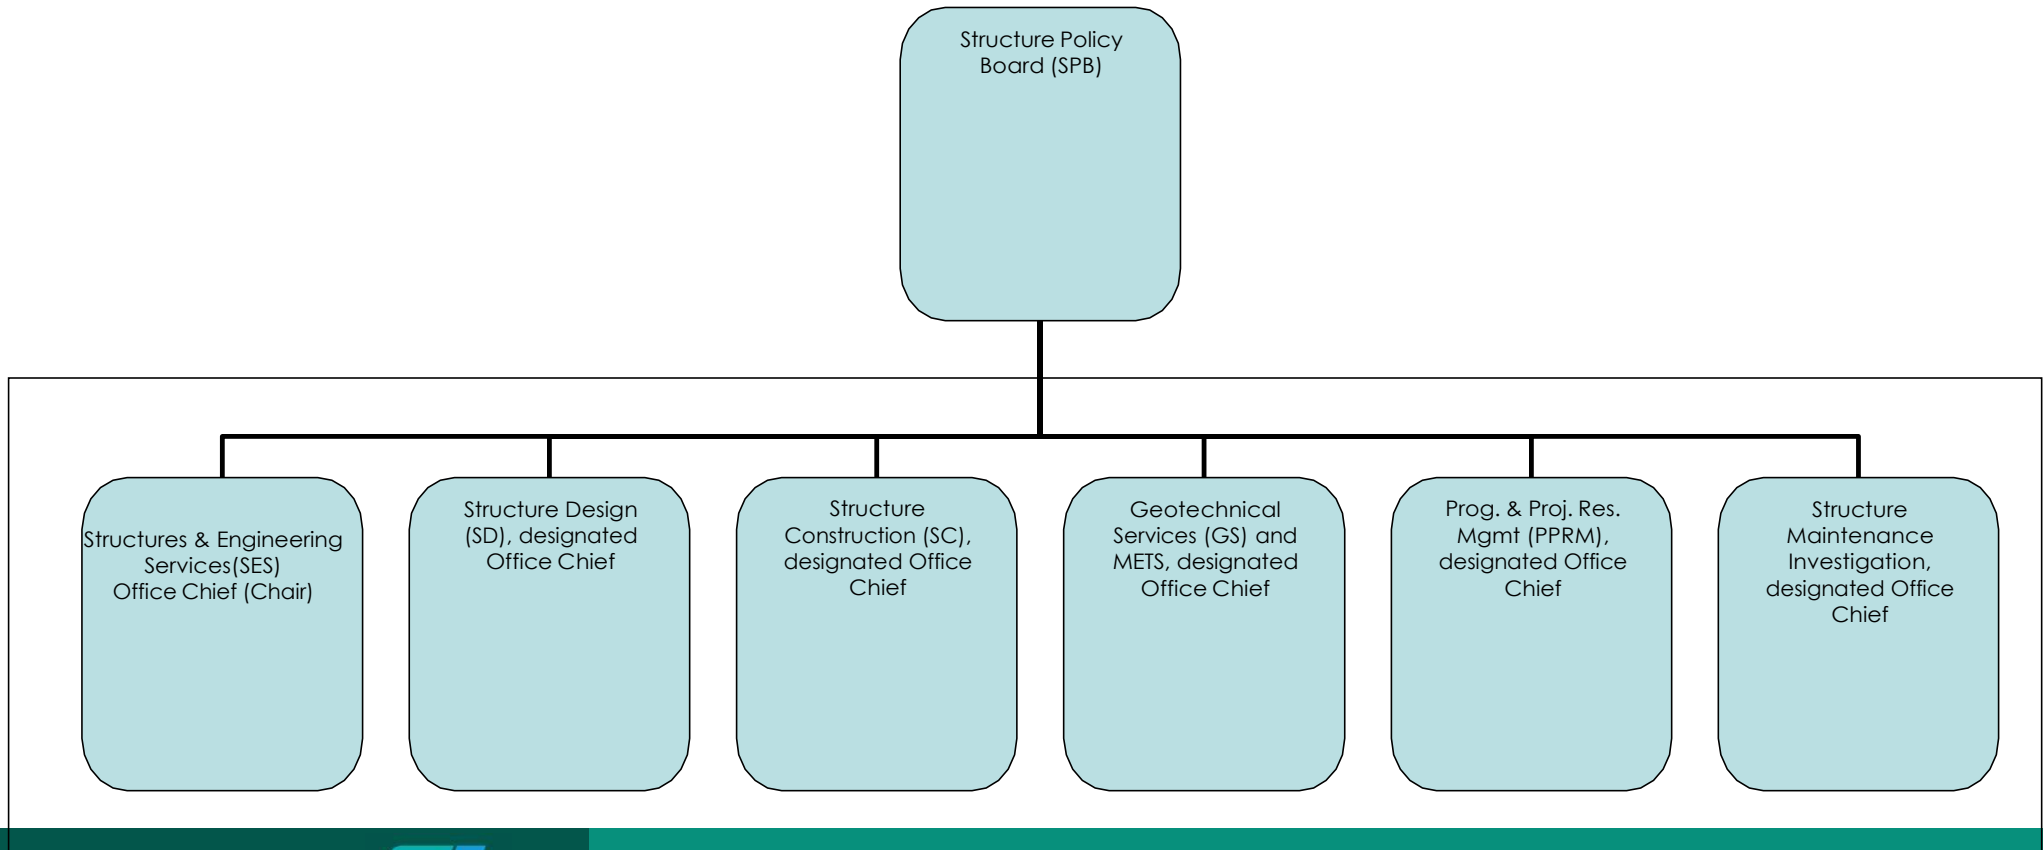 Structure Policy
Board (SPB)
Structures & Engineering
Services(SES)
Office Chief (Chair)
Structure Design
(SD), designated
Office Chief
Structure
Construction (SC),
designated Office
Chief
Geotechnical
Services (GS) and
METS, designated
Office Chief
Prog. & Proj. Res.
Mgmt (PPRM),
designated Office
Chief
Structure
Maintenance
Investigation,
designated Office
Chief